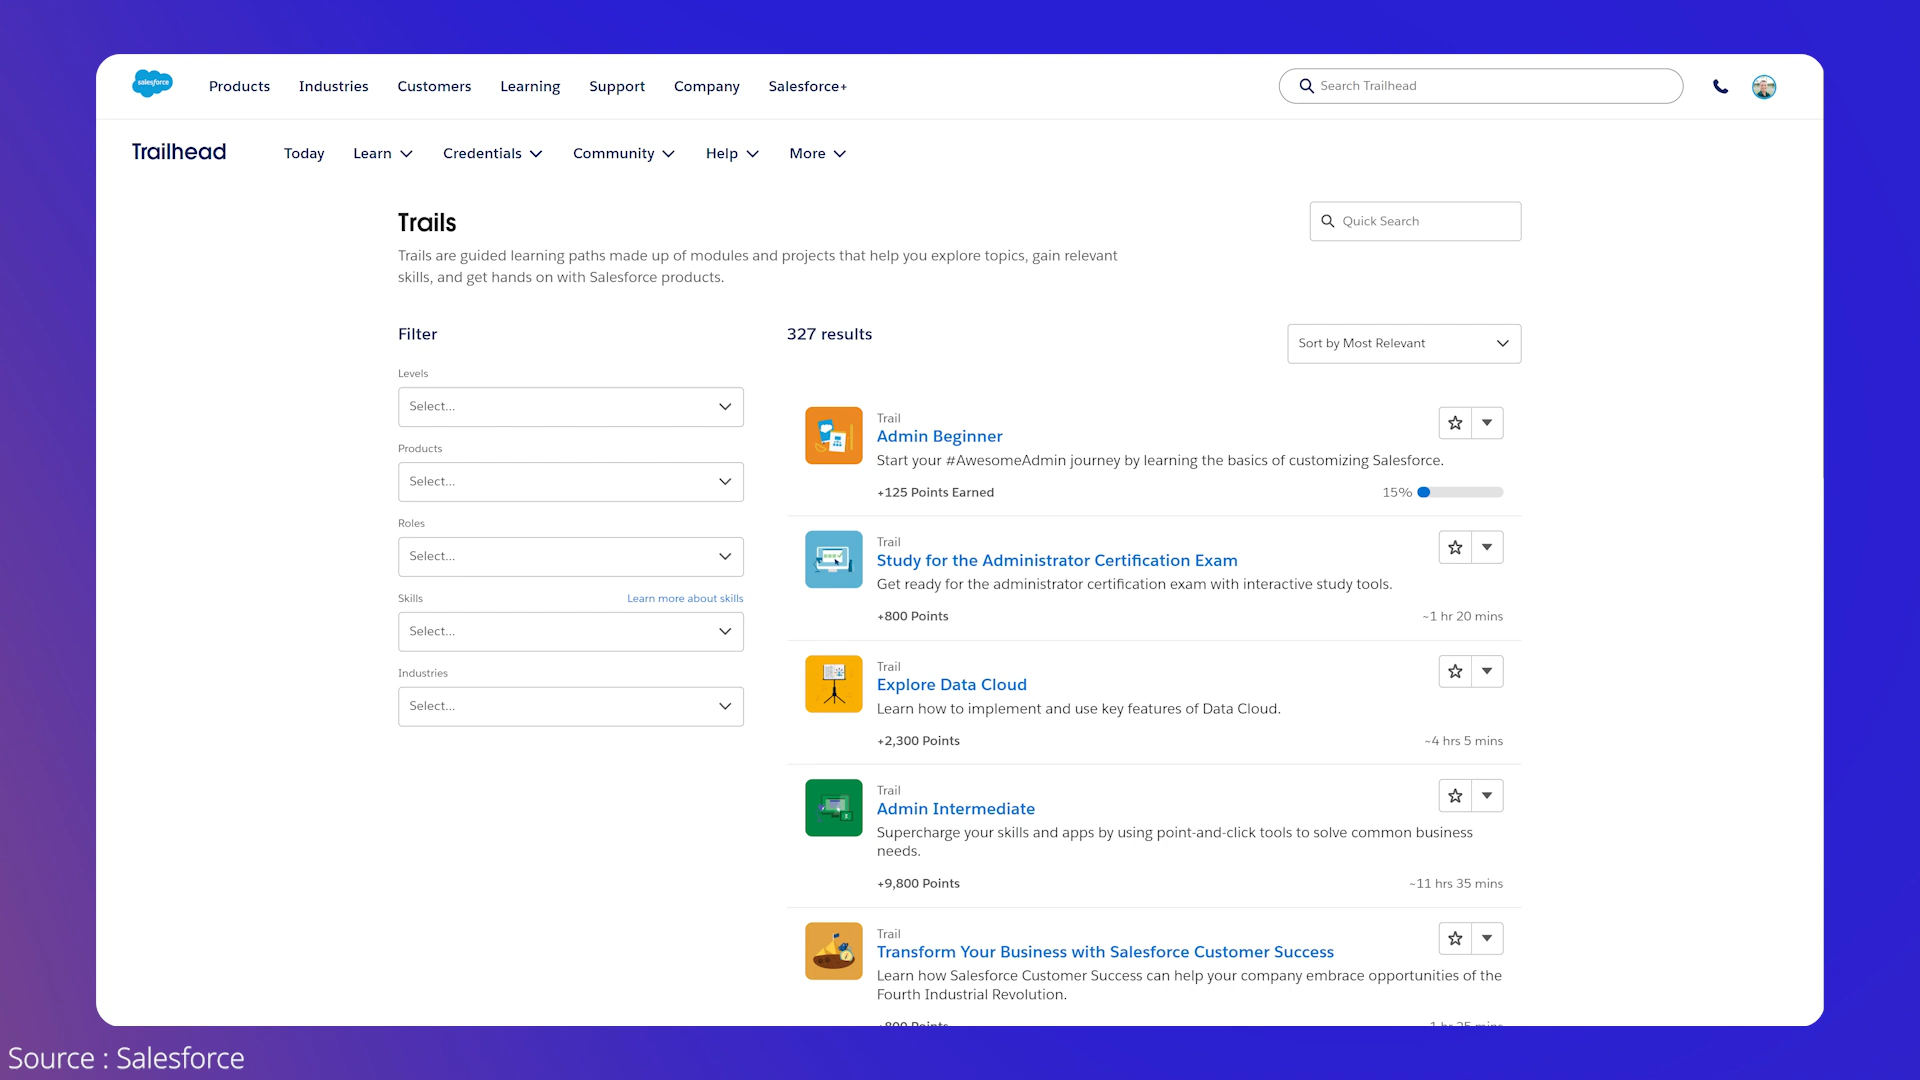 salesforce
Products
Industries
Customers
Learning
Support
Company
Salesforce+
Search Trailhead
Trailhead
Today
Learn
Credentials
Community
Help
More
Trails
Trails are guided learning paths made up of modules and projects that help you explore topics, gain relevant
skills, and get hands on with Salesforce products.
Quick Search
Filter
Levels
Select...
Products
Select...
Roles
Select...
Skills
Learn more about skills
Select...
Industries
Select...
327 results
Sort by Most Relevant
Trail
Admin Beginner
Start your #AwesomeAdmin journey by learning the basics of customizing Salesforce.
+125 Points Earned
15%
Trail
Study for the Administrator Certification Exam
Get ready for the administrator certification exam with interactive study tools.
+800 Points
~1 hr 20 mins
Trail
Explore Data Cloud
Learn how to implement and use key features of Data Cloud.
+2,300 Points
~4 hrs 5 mins
Trail
Admin Intermediate
Supercharge your skills and apps by using point-and-click tools to solve common business
needs.
+9,800 Points
~11 hrs 35 mins
Trail
Transform Your Business with Salesforce Customer Success
Learn how Salesforce Customer Success can help your company embrace opportunities of the
Fourth Industrial Revolution.
Source : Salesforce